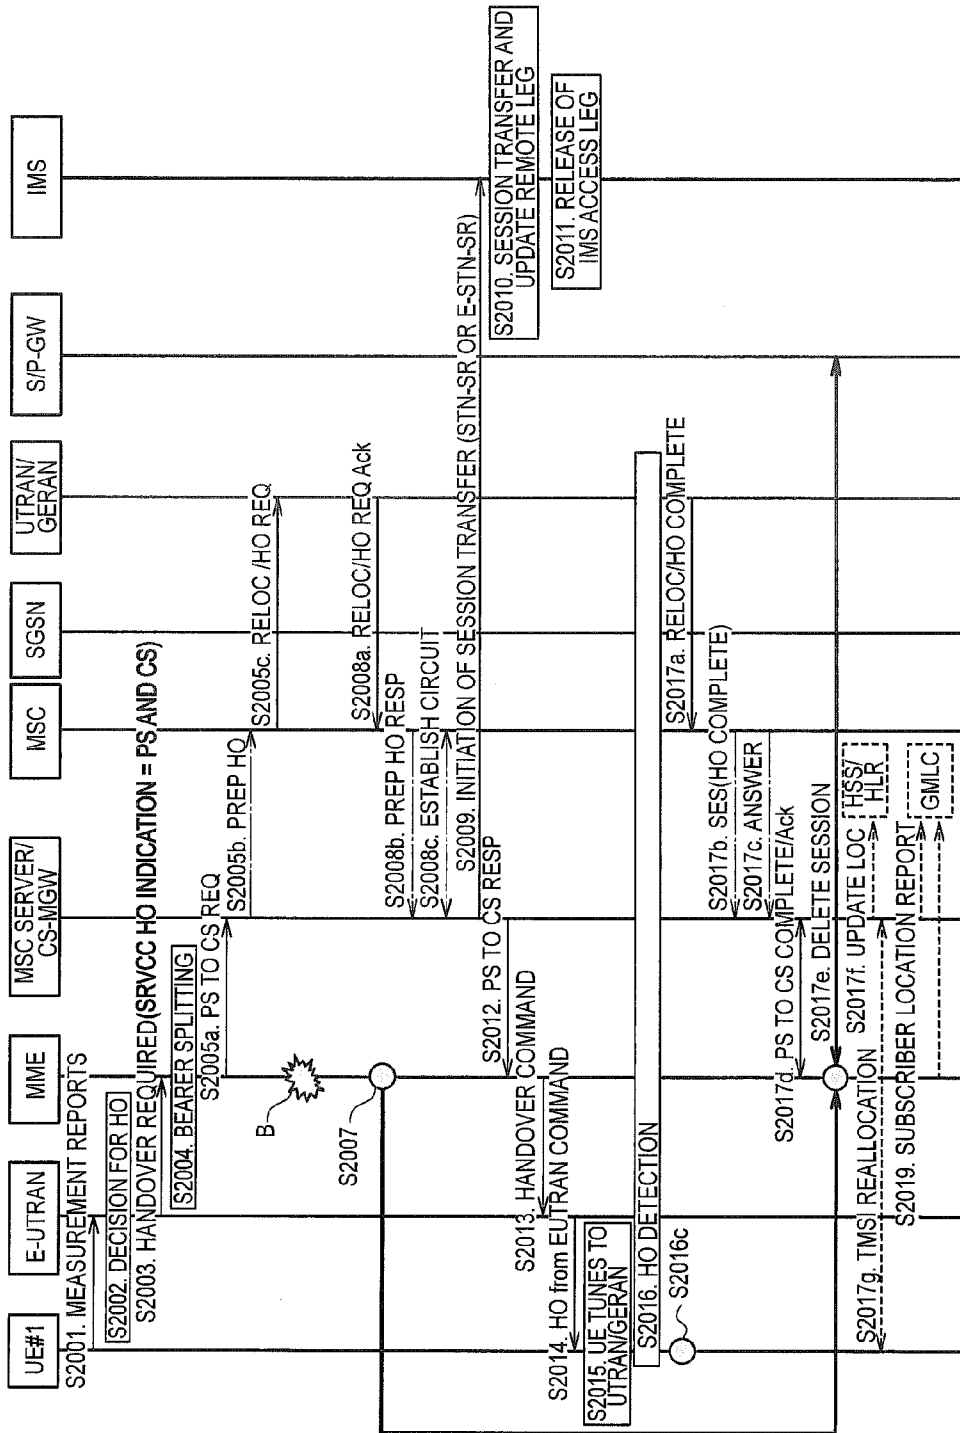 UE#1
E-UTRAN
MME
MSC SERVER/
CS-MGW
MSC
SGSN
UTRAN/
GERAN
S/P-GW
IMS
S2001. MEASUREMENT REPORTS
S2002. DECISION FOR HO
S2003. HANDOVER REQUIRED(SRVCC HO INDICATION = PS AND CS)
S2004. BEARER SPLITTING
S2005a. PS TO CS REQ
S2005b. PREP HO
S2005c. RELOC /HO REQ
B
S2007
S2008a. RELOC/HO REQ Ack
S2008b. PREP HO RESP
S2008c. ESTABLISH CIRCUIT
S2009. INITIATION OF SESSION TRANSFER (STN-SR OR E-STN-SR)
S2010. SESSION TRANSFER AND
UPDATE REMOTE LEG
S2011. RELEASE OF
IMS ACCESS LEG
S2012. PS TO CS RESP
S2013. HANDOVER COMMAND
S2014. HO from EUTRAN COMMAND
S2015. UE TUNES TO
UTRAN/GERAN
S2016. HO DETECTION
S2016c
S2017a. RELOC/HO COMPLETE
S2017b. SES(HO COMPLETE)
S2017c. ANSWER
S2017d. PS TO CS COMPLETE/Ack
S2017e. DELETE SESSION
S2017f. UPDATE LOC
HSS/
HLR
S2017g. TMSI REALLOCATION
S2019. SUBSCRIBER LOCATION REPORT
GMLC